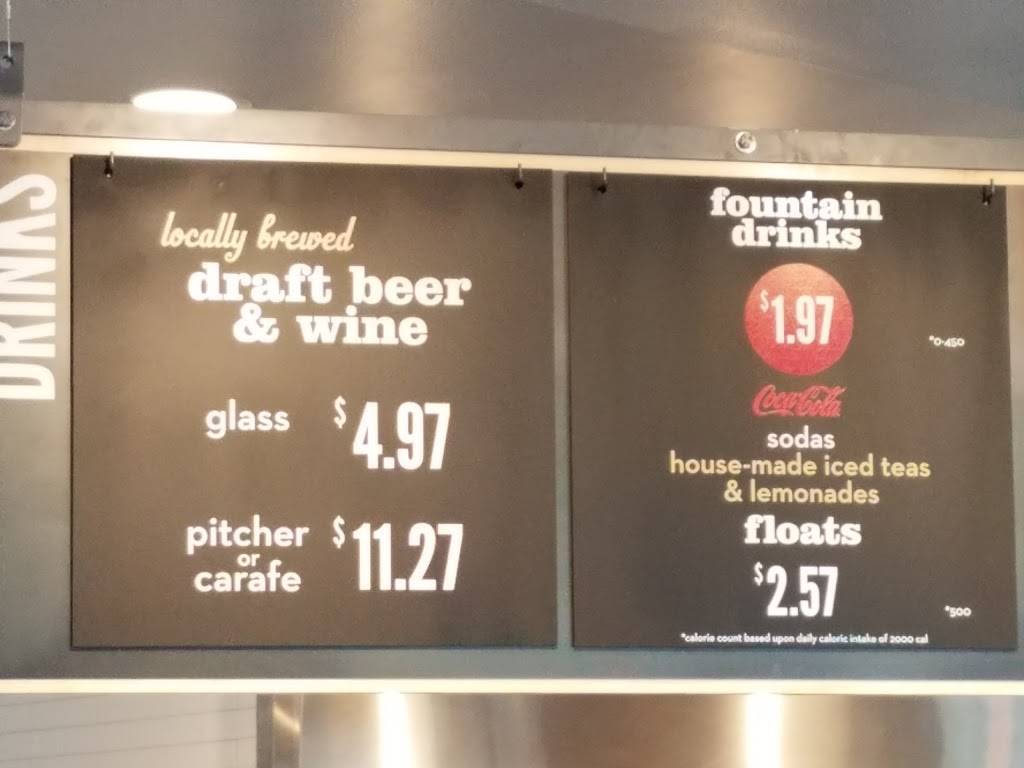 DRINKS
locally brewed
draft beer
& wine
glass $4.97
pitcher
or
carafe
$11.27
fountain
drinks
$1.97
*0-450
Coca-Cola
sodas
house-made iced teas
& lemonades
floats
$2.57
*500
*calorie count based upon daily caloric intake of 2000 cal